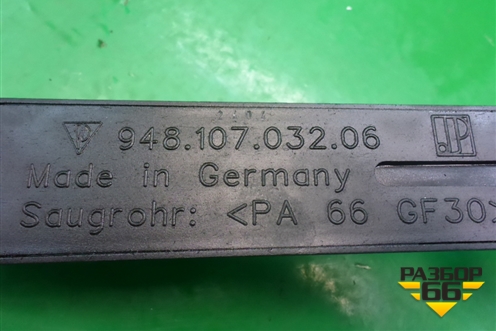 948.107.032.06
Made in Germany
Saugrohr: <PA 66 GF30>
РАЗБОР
66